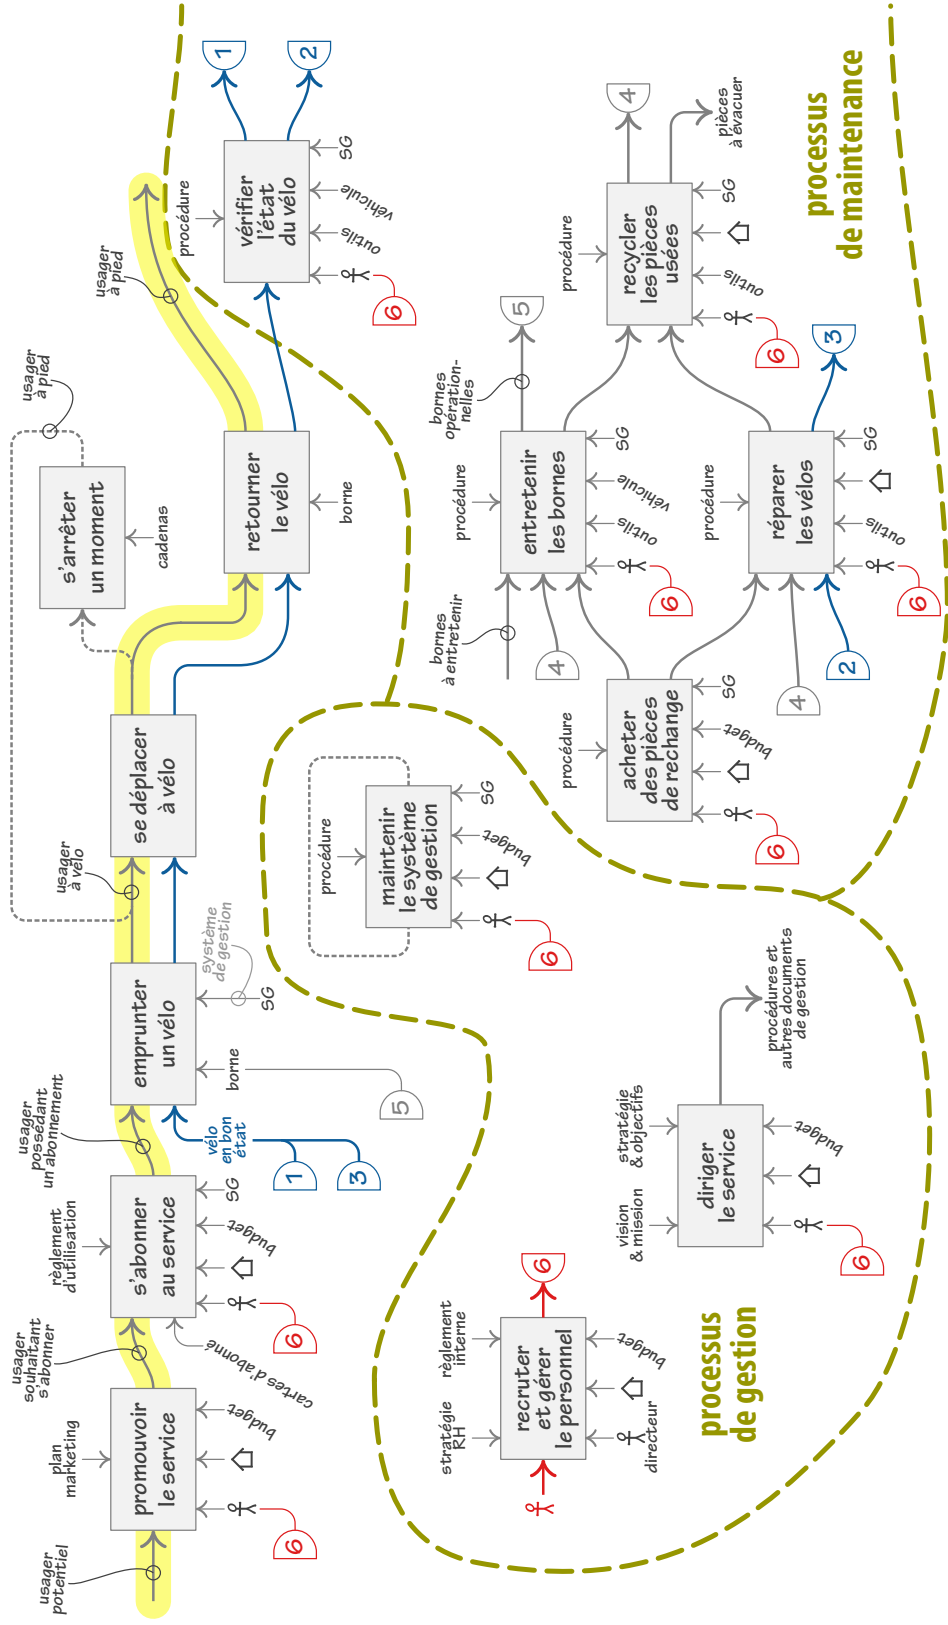 usager
potentiel
plan
marketing
promouvoir
le service
budget
6
usager
souhaitant
s'abonner
règlement
d'utilisation
s'abonner
au service
cartes d'abonné
budget
SG
6
usager
possédant
un abonnement
vélo
en bon
état
1
3
emprunter
un vélo
borne
5
SG
système
de gestion
usager
à vélo
se déplacer
à vélo
s'arrêter
un moment
cadenas
usager
à pied
retourner
le vélo
borne
usager
à pied
procédure
vérifier
l'état
du vélo
outils
véhicule
SG
6
1
2
procédure
maintenir
le système
de gestion
budget
SG
6
stratégie
RH
règlement
interne
recruter
et gérer
le personnel
directeur
budget
6
vision
& mission
stratégie
& objectifs
diriger
le service
budget
6
procédures et
autres documents
de gestion
processus
de gestion
procédure
acheter
des pièces
de rechange
budget
SG
6
bornes
à entretenir
4
procédure
entretenir
les bornes
outils
véhicule
SG
6
bornes
opération-
nelles
5
4
2
procédure
réparer
les vélos
outils
SG
6
3
procédure
recycler
les pièces
usées
outils
SG
6
4
pièces
à évacuer
processus
de maintenance